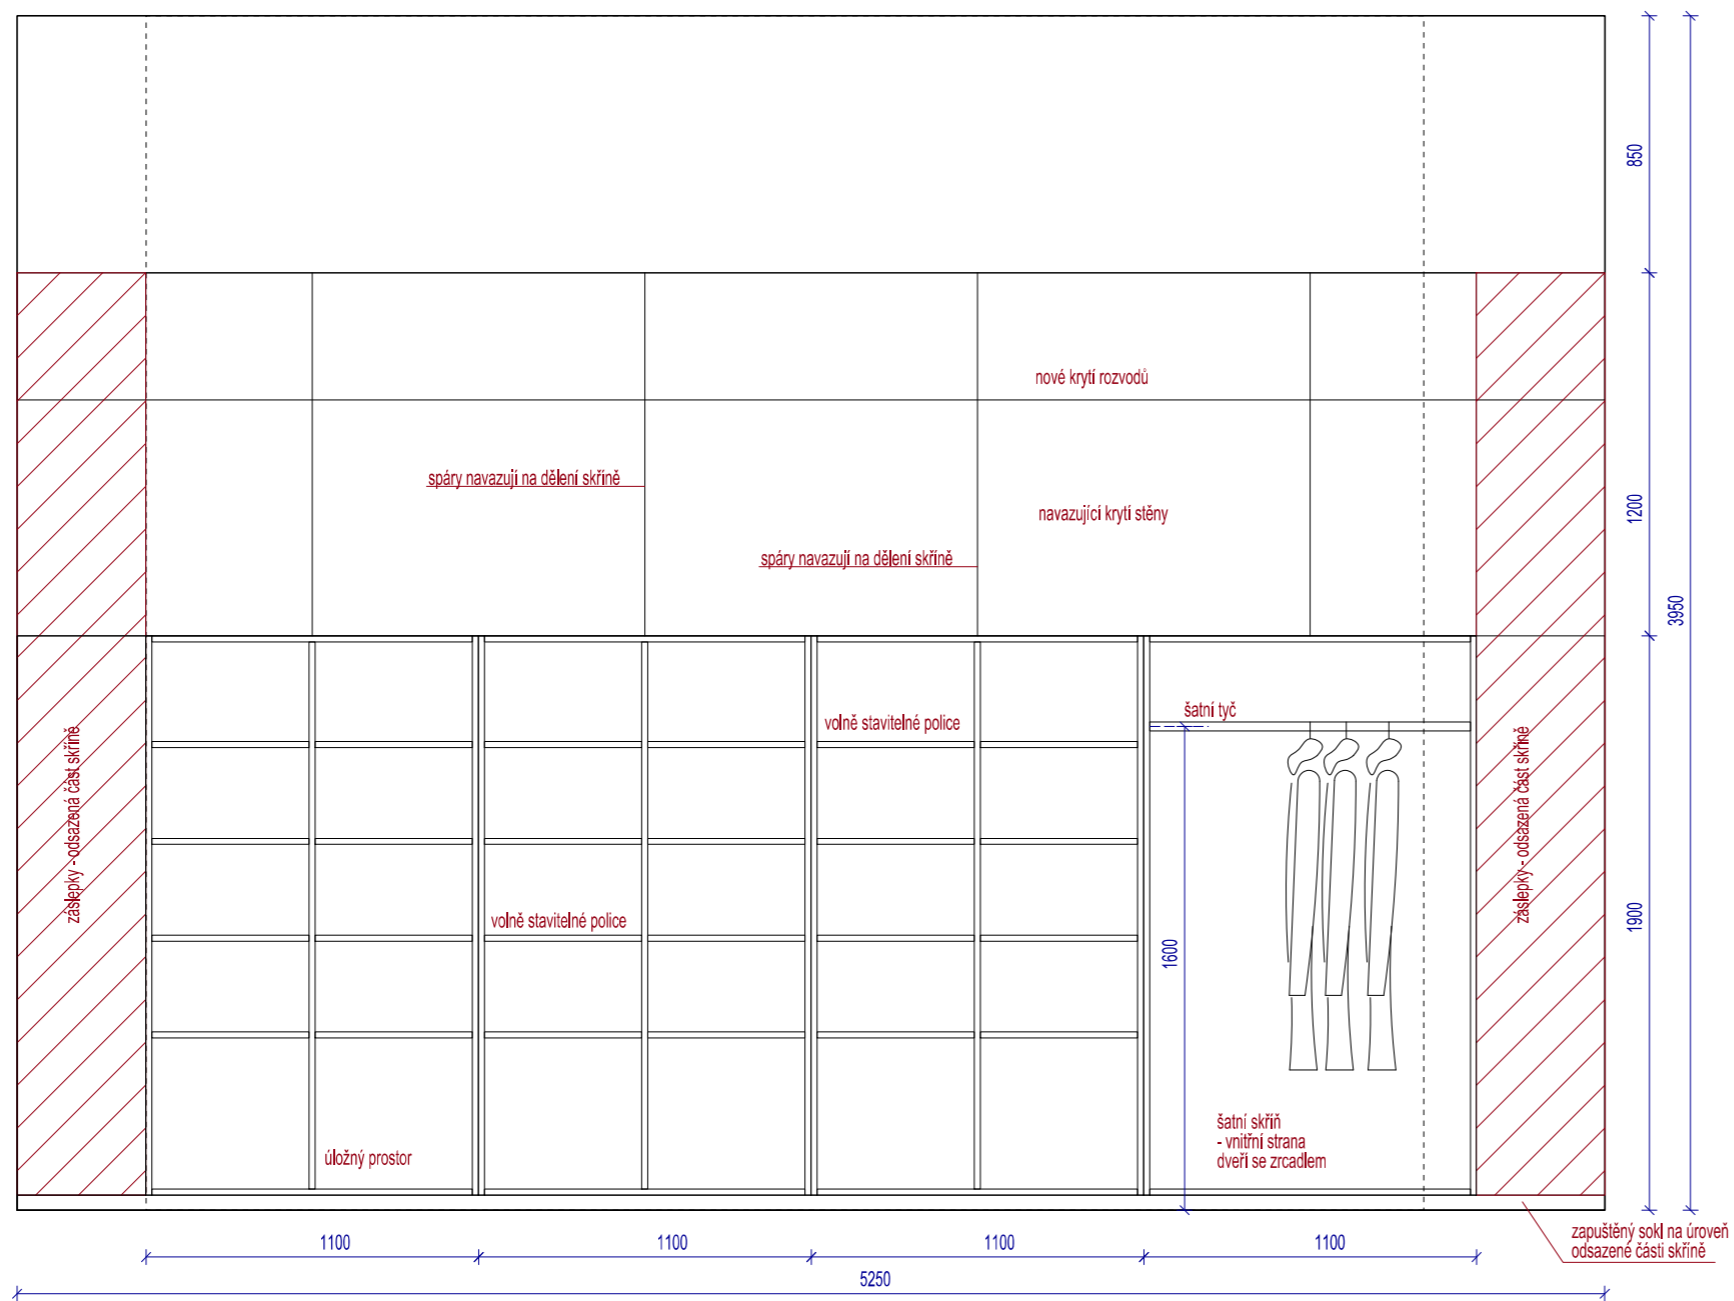 850
nové krytí rozvodů
spáry navazují na dělení skříně
navazující krytí stěny
1200
spáry navazují na dělení skříně
3950
šatní tyč
volně stavitelné police
záslepky - odsazená část skříně
záslepky - odsazená část skříně
volně stavitelné police
1900
1600
šatní skříň
- vnitřní strana
dveří se zrcadlem
úložný prostor
zapuštěný sokl na úroveň
odsazené části skříně
1100
1100
1100
1100
5250